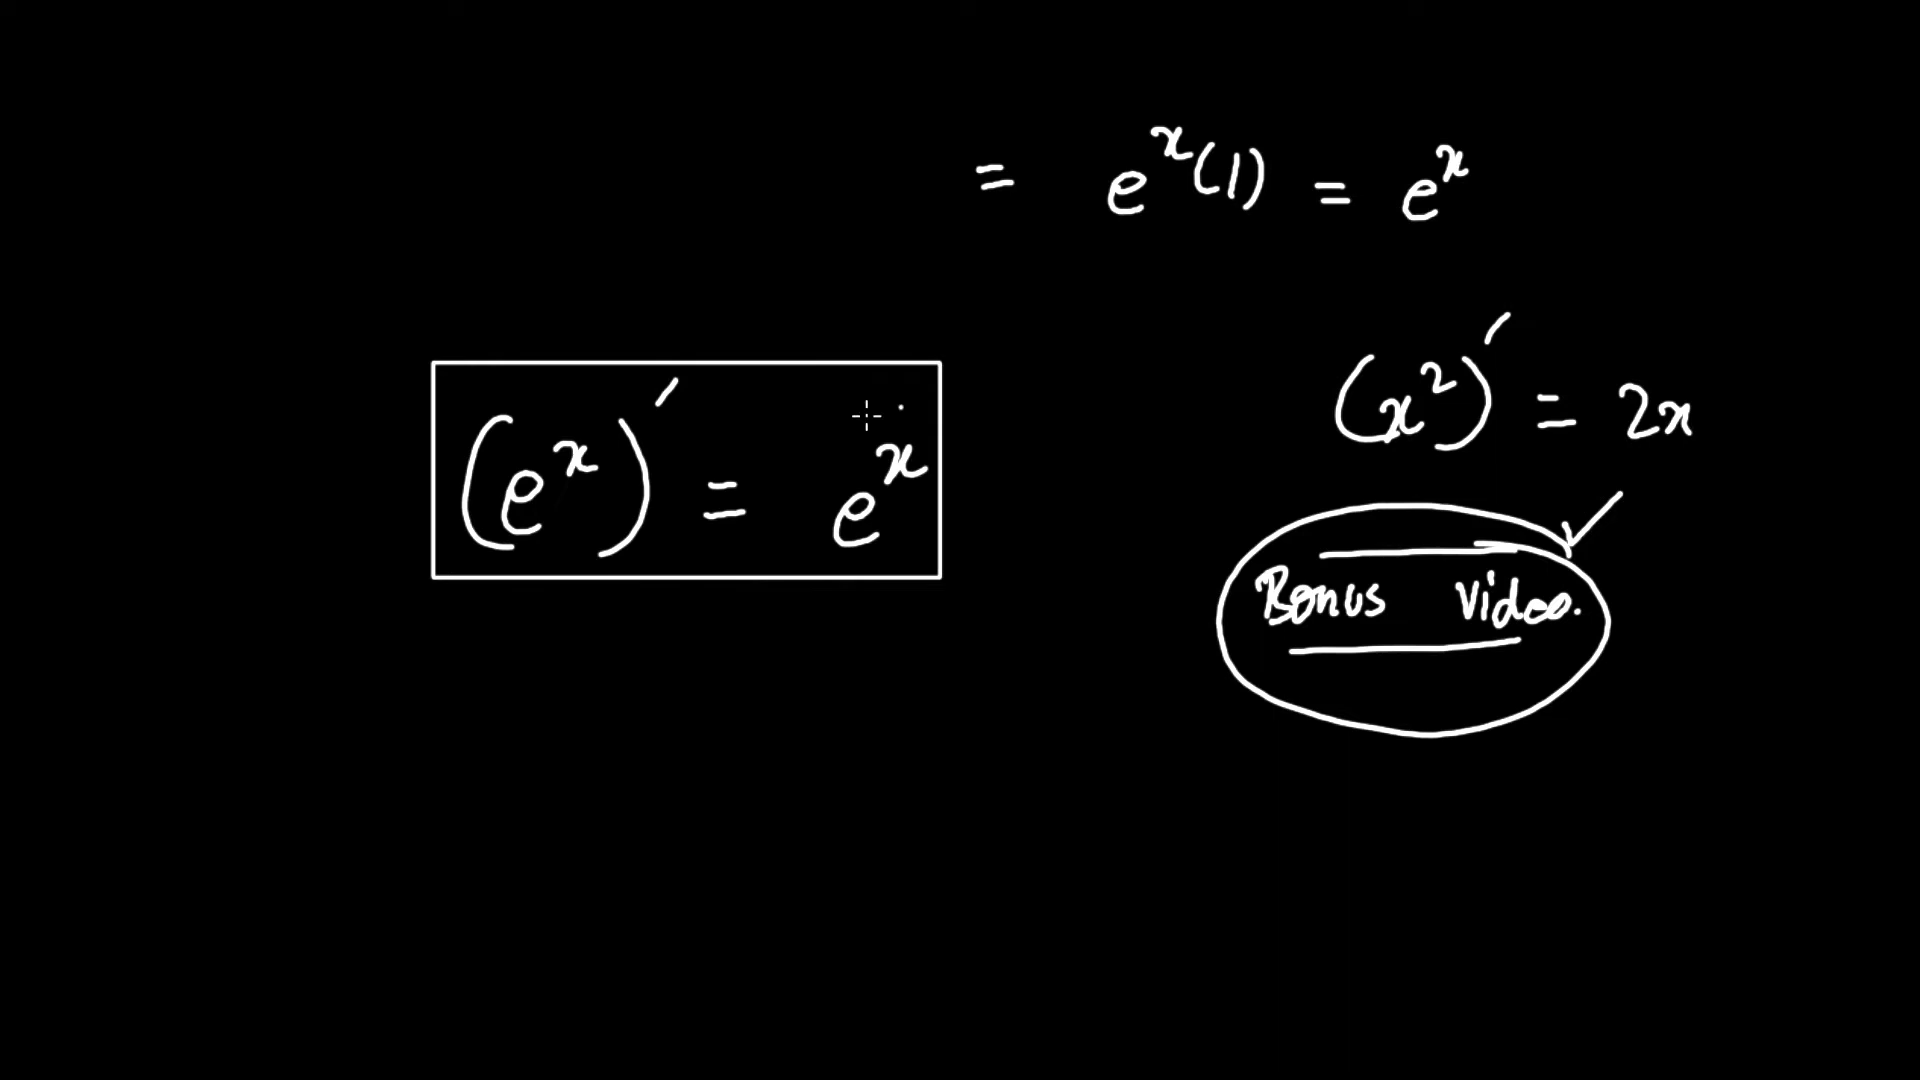 = e^x(1) = e^x
(x^2)' = 2x
(e^x)' = e^x
Bonus Video.